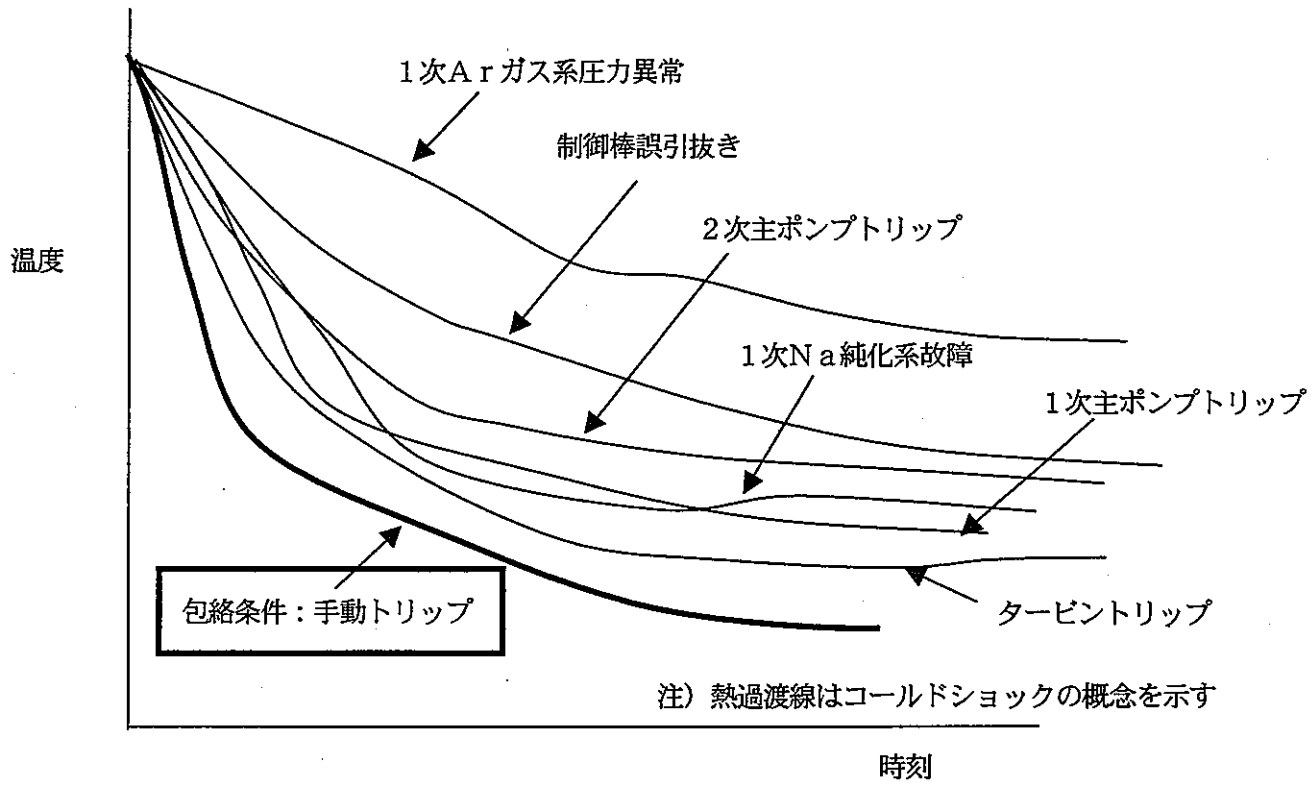 1次Arガス系圧力異常
制御棒誤引抜き
2次主ポンプトリップ
温度
1次Na純化系故障
1次主ポンプトリップ
包絡条件：手動トリップ
タービントリップ
注）熱過渡線はコールドショックの概念を示す
時刻